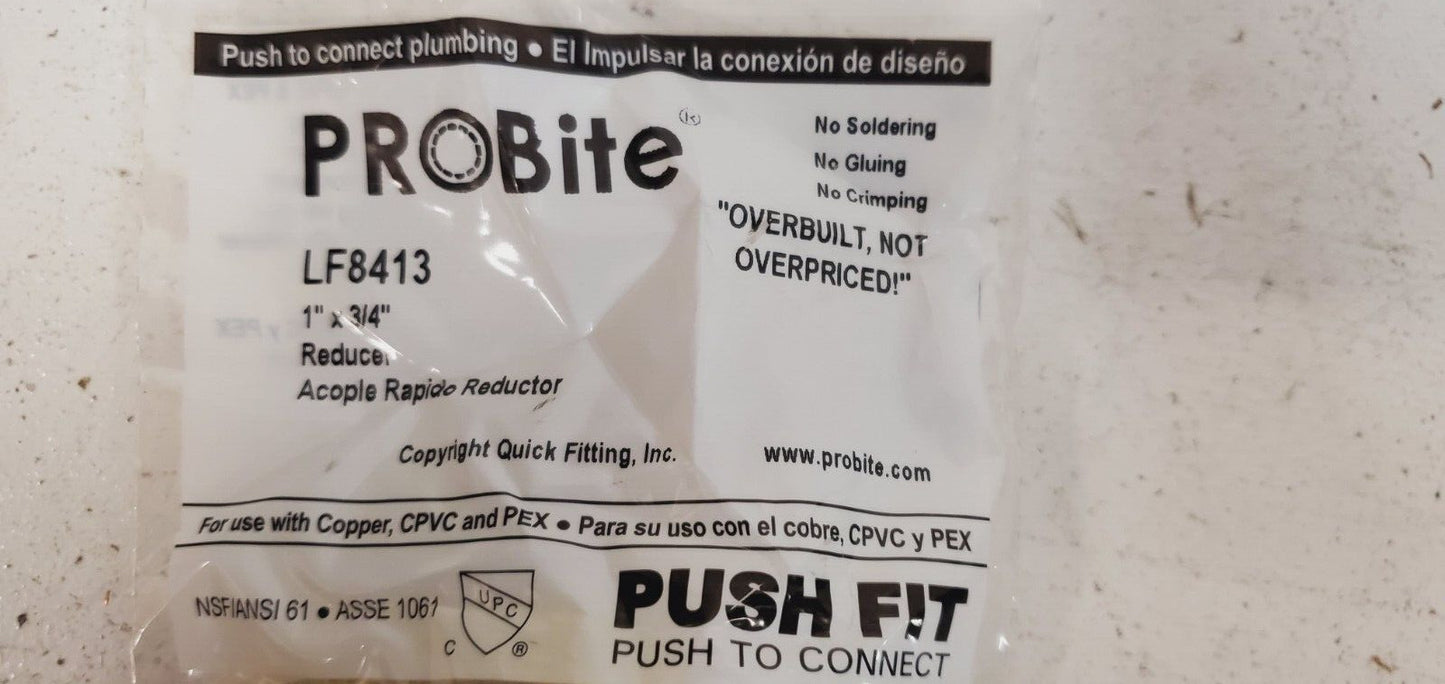 Push to connect plumbing • El Impulsar la conexión de diseño
PROBite®
No Soldering
No Gluing
No Crimping
"OVERBUILT, NOT
OVERPRICED!"
LF8413
1" x 3/4"
Reducer
Acople Rapido Reductor
Copyright Quick Fitting, Inc.
www.probite.com
For use with Copper, CPVC and PEX • Para su uso con el cobre, CPVC y PEX
NSF/ANSI 61 • ASSE 1061
UPC
C ®
PUSH FIT
PUSH TO CONNECT